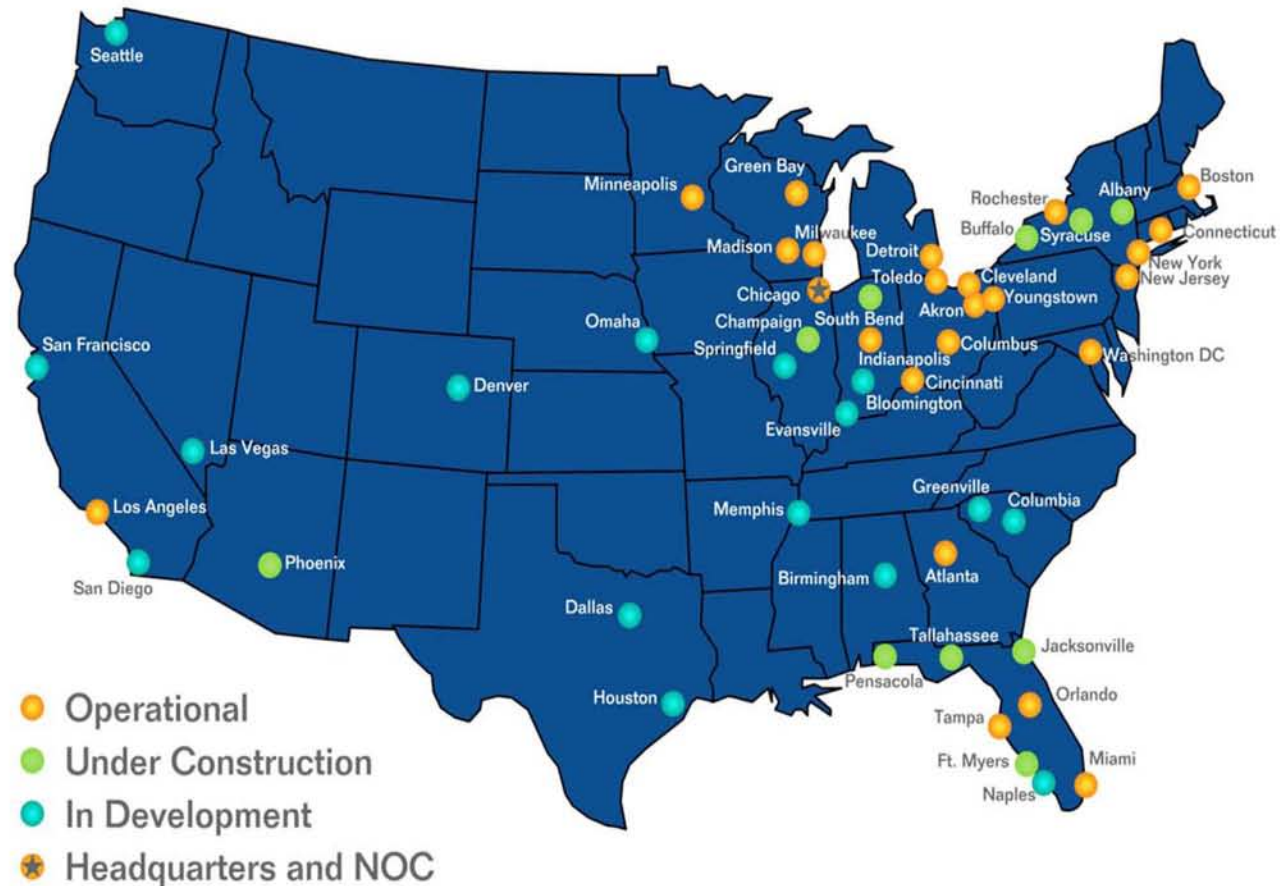 Seattle
Green Bay
Minneapolis
Boston
Albany
Rochester
Buffalo
Syracuse
Connecticut
Madison
Milwaukee
Detroit
New York
New Jersey
Toledo
Cleveland
Chicago
Akron
Youngstown
Omaha
Champaign
South Bend
San Francisco
Springfield
Indianapolis
Columbus
Washington DC
Denver
Cincinnati
Bloomington
Evansville
Las Vegas
Greenville
Columbia
Los Angeles
Memphis
Phoenix
San Diego
Birmingham
Atlanta
Dallas
Tallahassee
Jacksonville
Pensacola
Houston
Orlando
Tampa
Ft. Myers
Miami
Naples
Operational
Under Construction
In Development
Headquarters and NOC